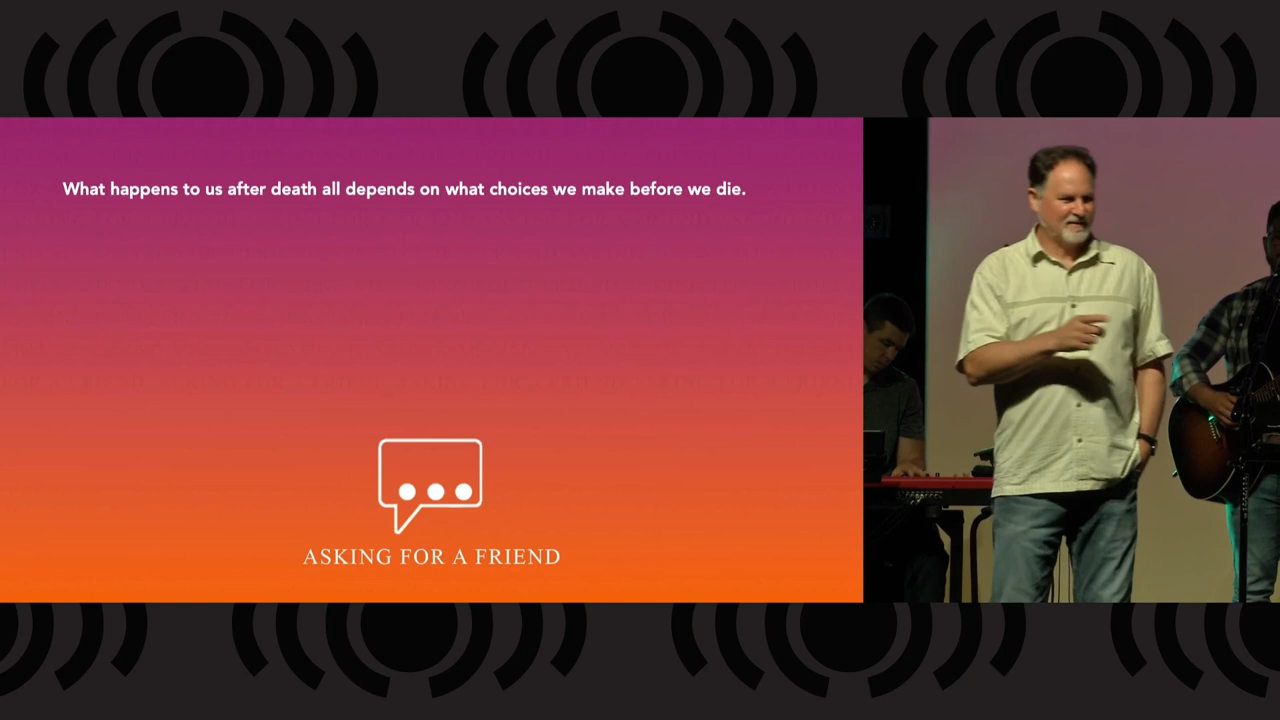 What happens to us after death all depends on what choices we make before we die.
ASKING FOR A FRIEND